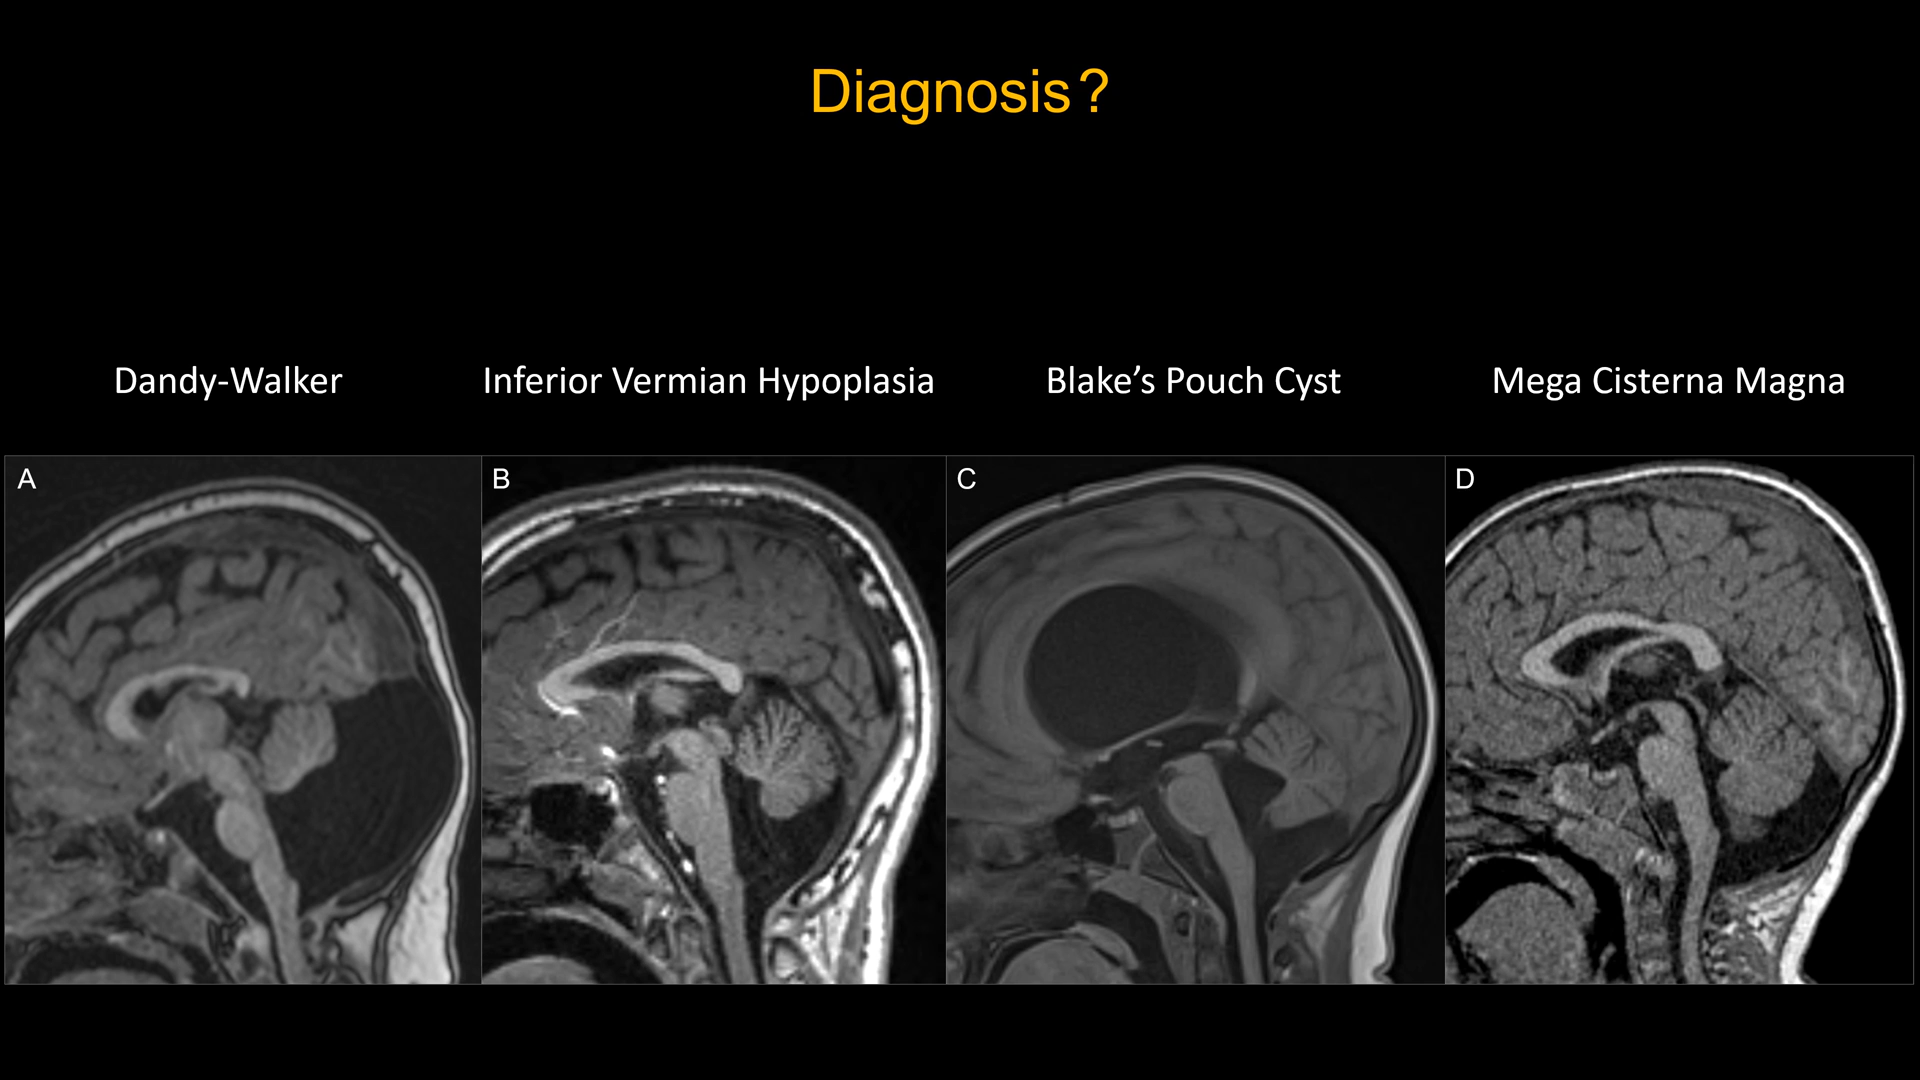 Diagnosis?
Dandy-Walker
Inferior Vermian Hypoplasia
Blake’s Pouch Cyst
Mega Cisterna Magna
A
B
C
D